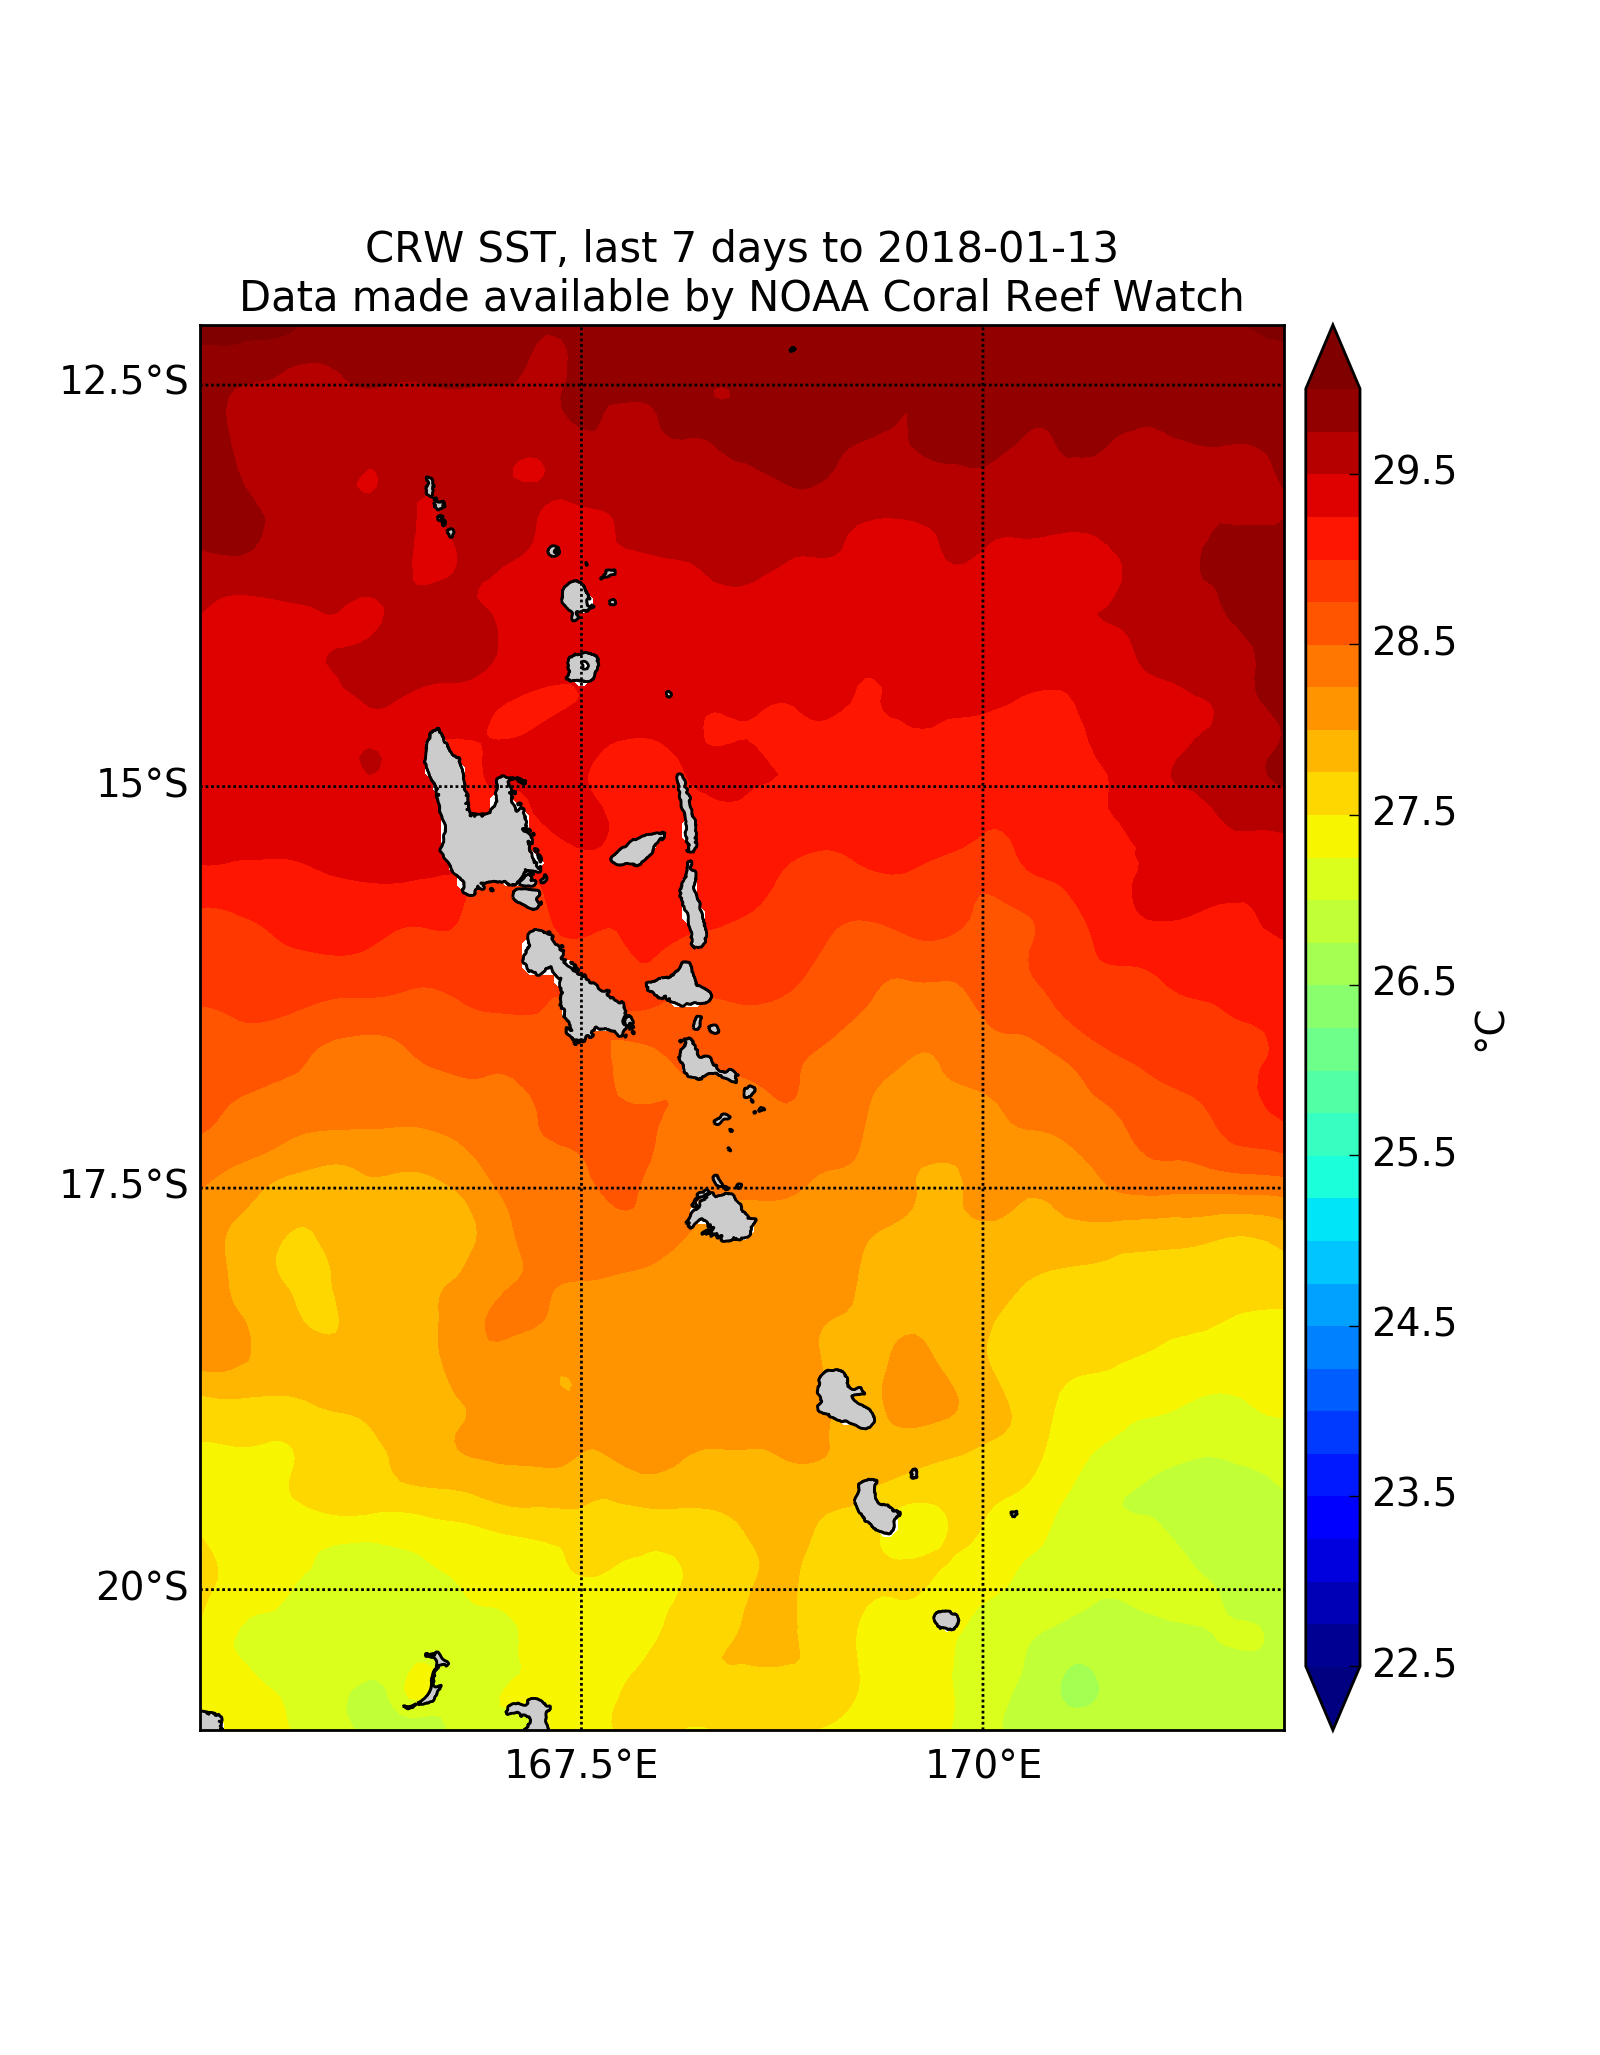 CRW SST, last 7 days to 2018-01-13
Data made available by NOAA Coral Reef Watch
12.5°S
15°S
17.5°S
20°S
167.5°E
170°E
29.5
28.5
27.5
26.5
25.5
24.5
23.5
22.5
°C